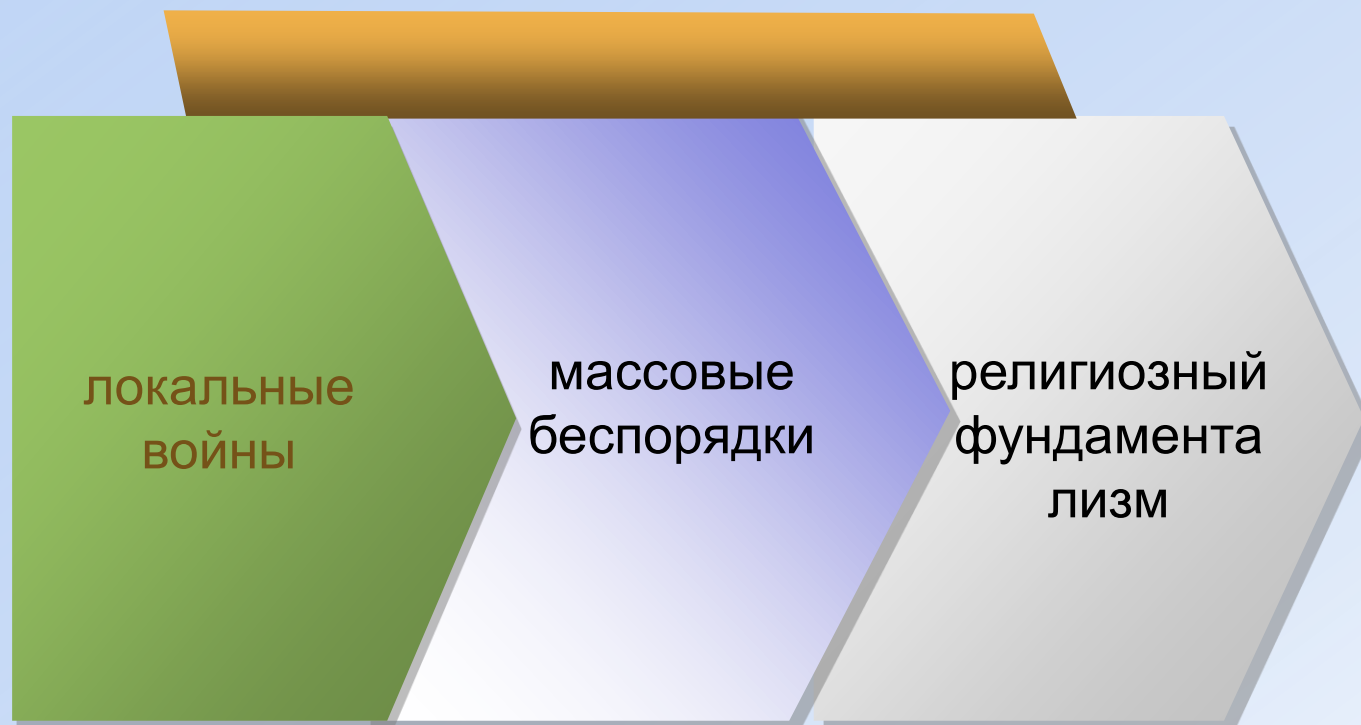 локальные
войны
массовые
беспорядки
религиозный
фундамента
лизм